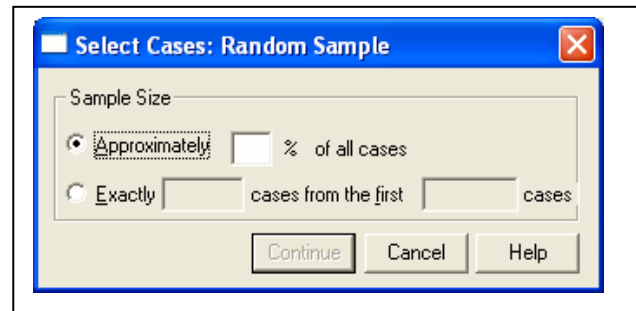 Select Cases: Random Sample
Sample Size
Approximately % of all cases
Exactly cases from the first cases
Continue Cancel Help